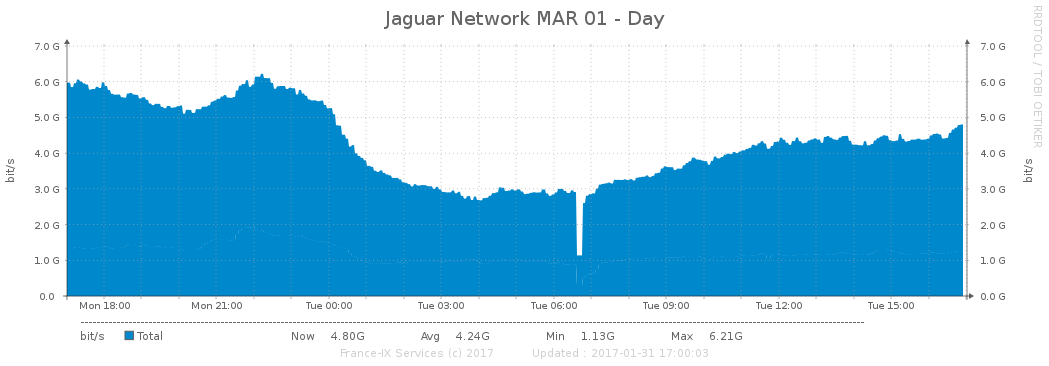 Jaguar Network MAR 01 - Day
RRDTOOL / TOBI OETIKER
bit/s
bit/s
7.0 G 7.0 G
6.0 G 6.0 G
5.0 G 5.0 G
4.0 G 4.0 G
3.0 G 3.0 G
2.0 G 2.0 G
1.0 G 1.0 G
0.0 0.0 G
Mon 18:00 Mon 21:00 Tue 00:00 Tue 03:00 Tue 06:00 Tue 09:00 Tue 12:00 Tue 15:00
bit/s Total Now 4.80G Avg 4.24G Min 1.13G Max 6.21G
France-IX Services (c) 2017 Updated : 2017-01-31 17:00:03